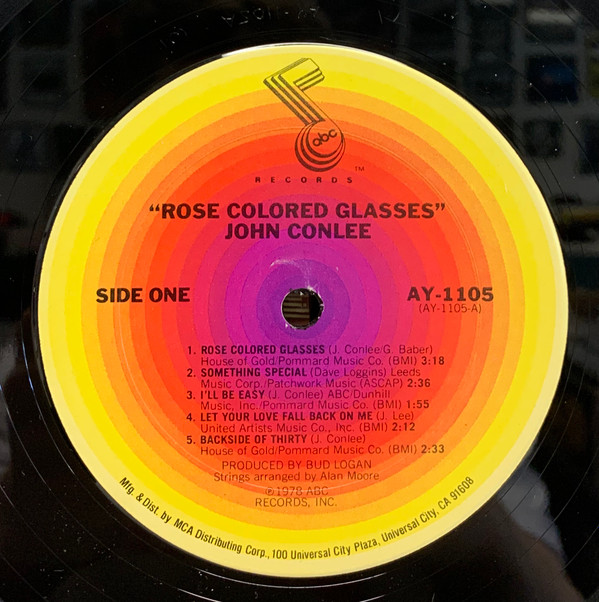 abc
™
RECORDS
“ROSE COLORED GLASSES”
JOHN CONLEE
SIDE ONE
AY-1105
(AY-1105-A)
1. ROSE COLORED GLASSES (J. Conlee/G. Baber)
House of Gold/Pommard Music Co. (BMI) 3:18
2. SOMETHING SPECIAL (Dave Loggins) Leeds
Music Corp./Patchwork Music (ASCAP) 2:36
3. I'LL BE EASY (J. Conlee) ABC/Dunhill
Music, Inc./Pommard Music Co. (BMI) 1:55
4. LET YOUR LOVE FALL BACK ON ME (J. Lee)
United Artists Music Co., Inc. (BMI) 2:12
5. BACKSIDE OF THIRTY (J. Conlee)
House of Gold/Pommard Music Co. (BMI) 2:33
PRODUCED BY BUD LOGAN
Strings arranged by Alan Moore
℗1978 ABC
RECORDS, INC.
Mfg. & Dist. by MCA Distributing Corp., 100 Universal City Plaza, Universal City, CA 91608